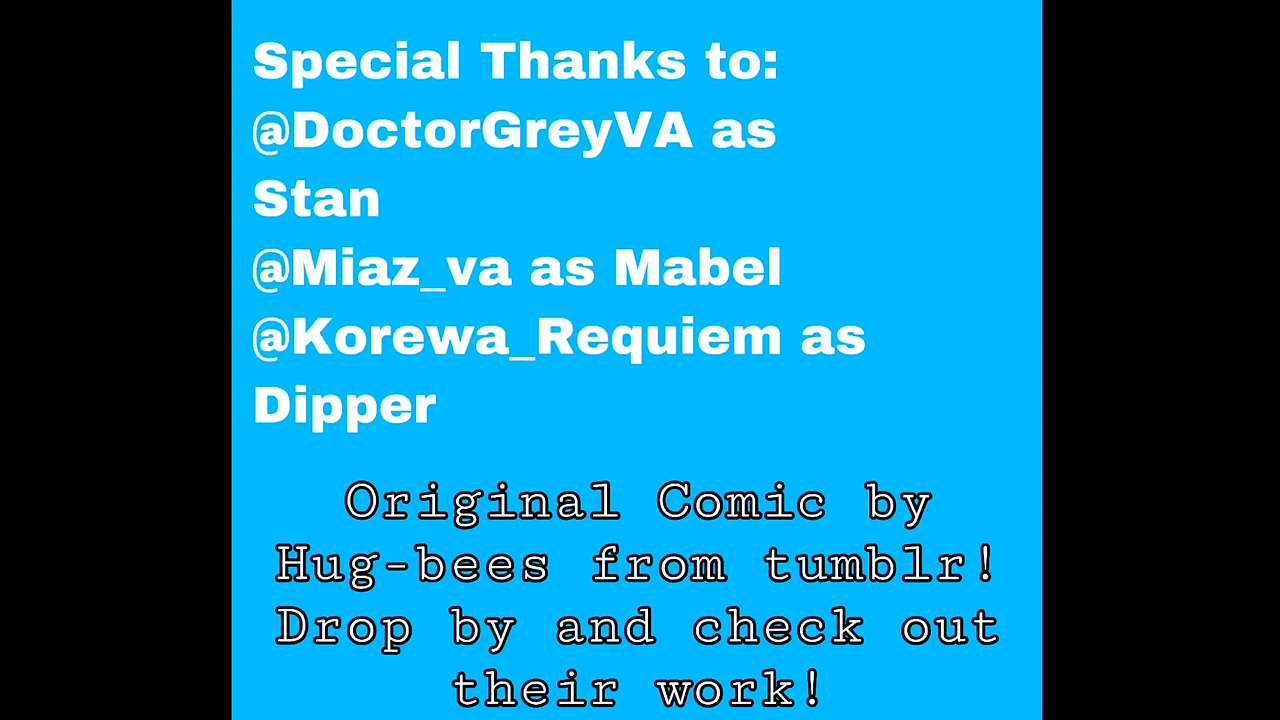 Special Thanks to:
@DoctorGreyVA as
Stan
@Miaz_va as Mabel
@Korewa_Requiem as
Dipper
Original Comic by
Hug-bees from tumblr!
Drop by and check out
their work!